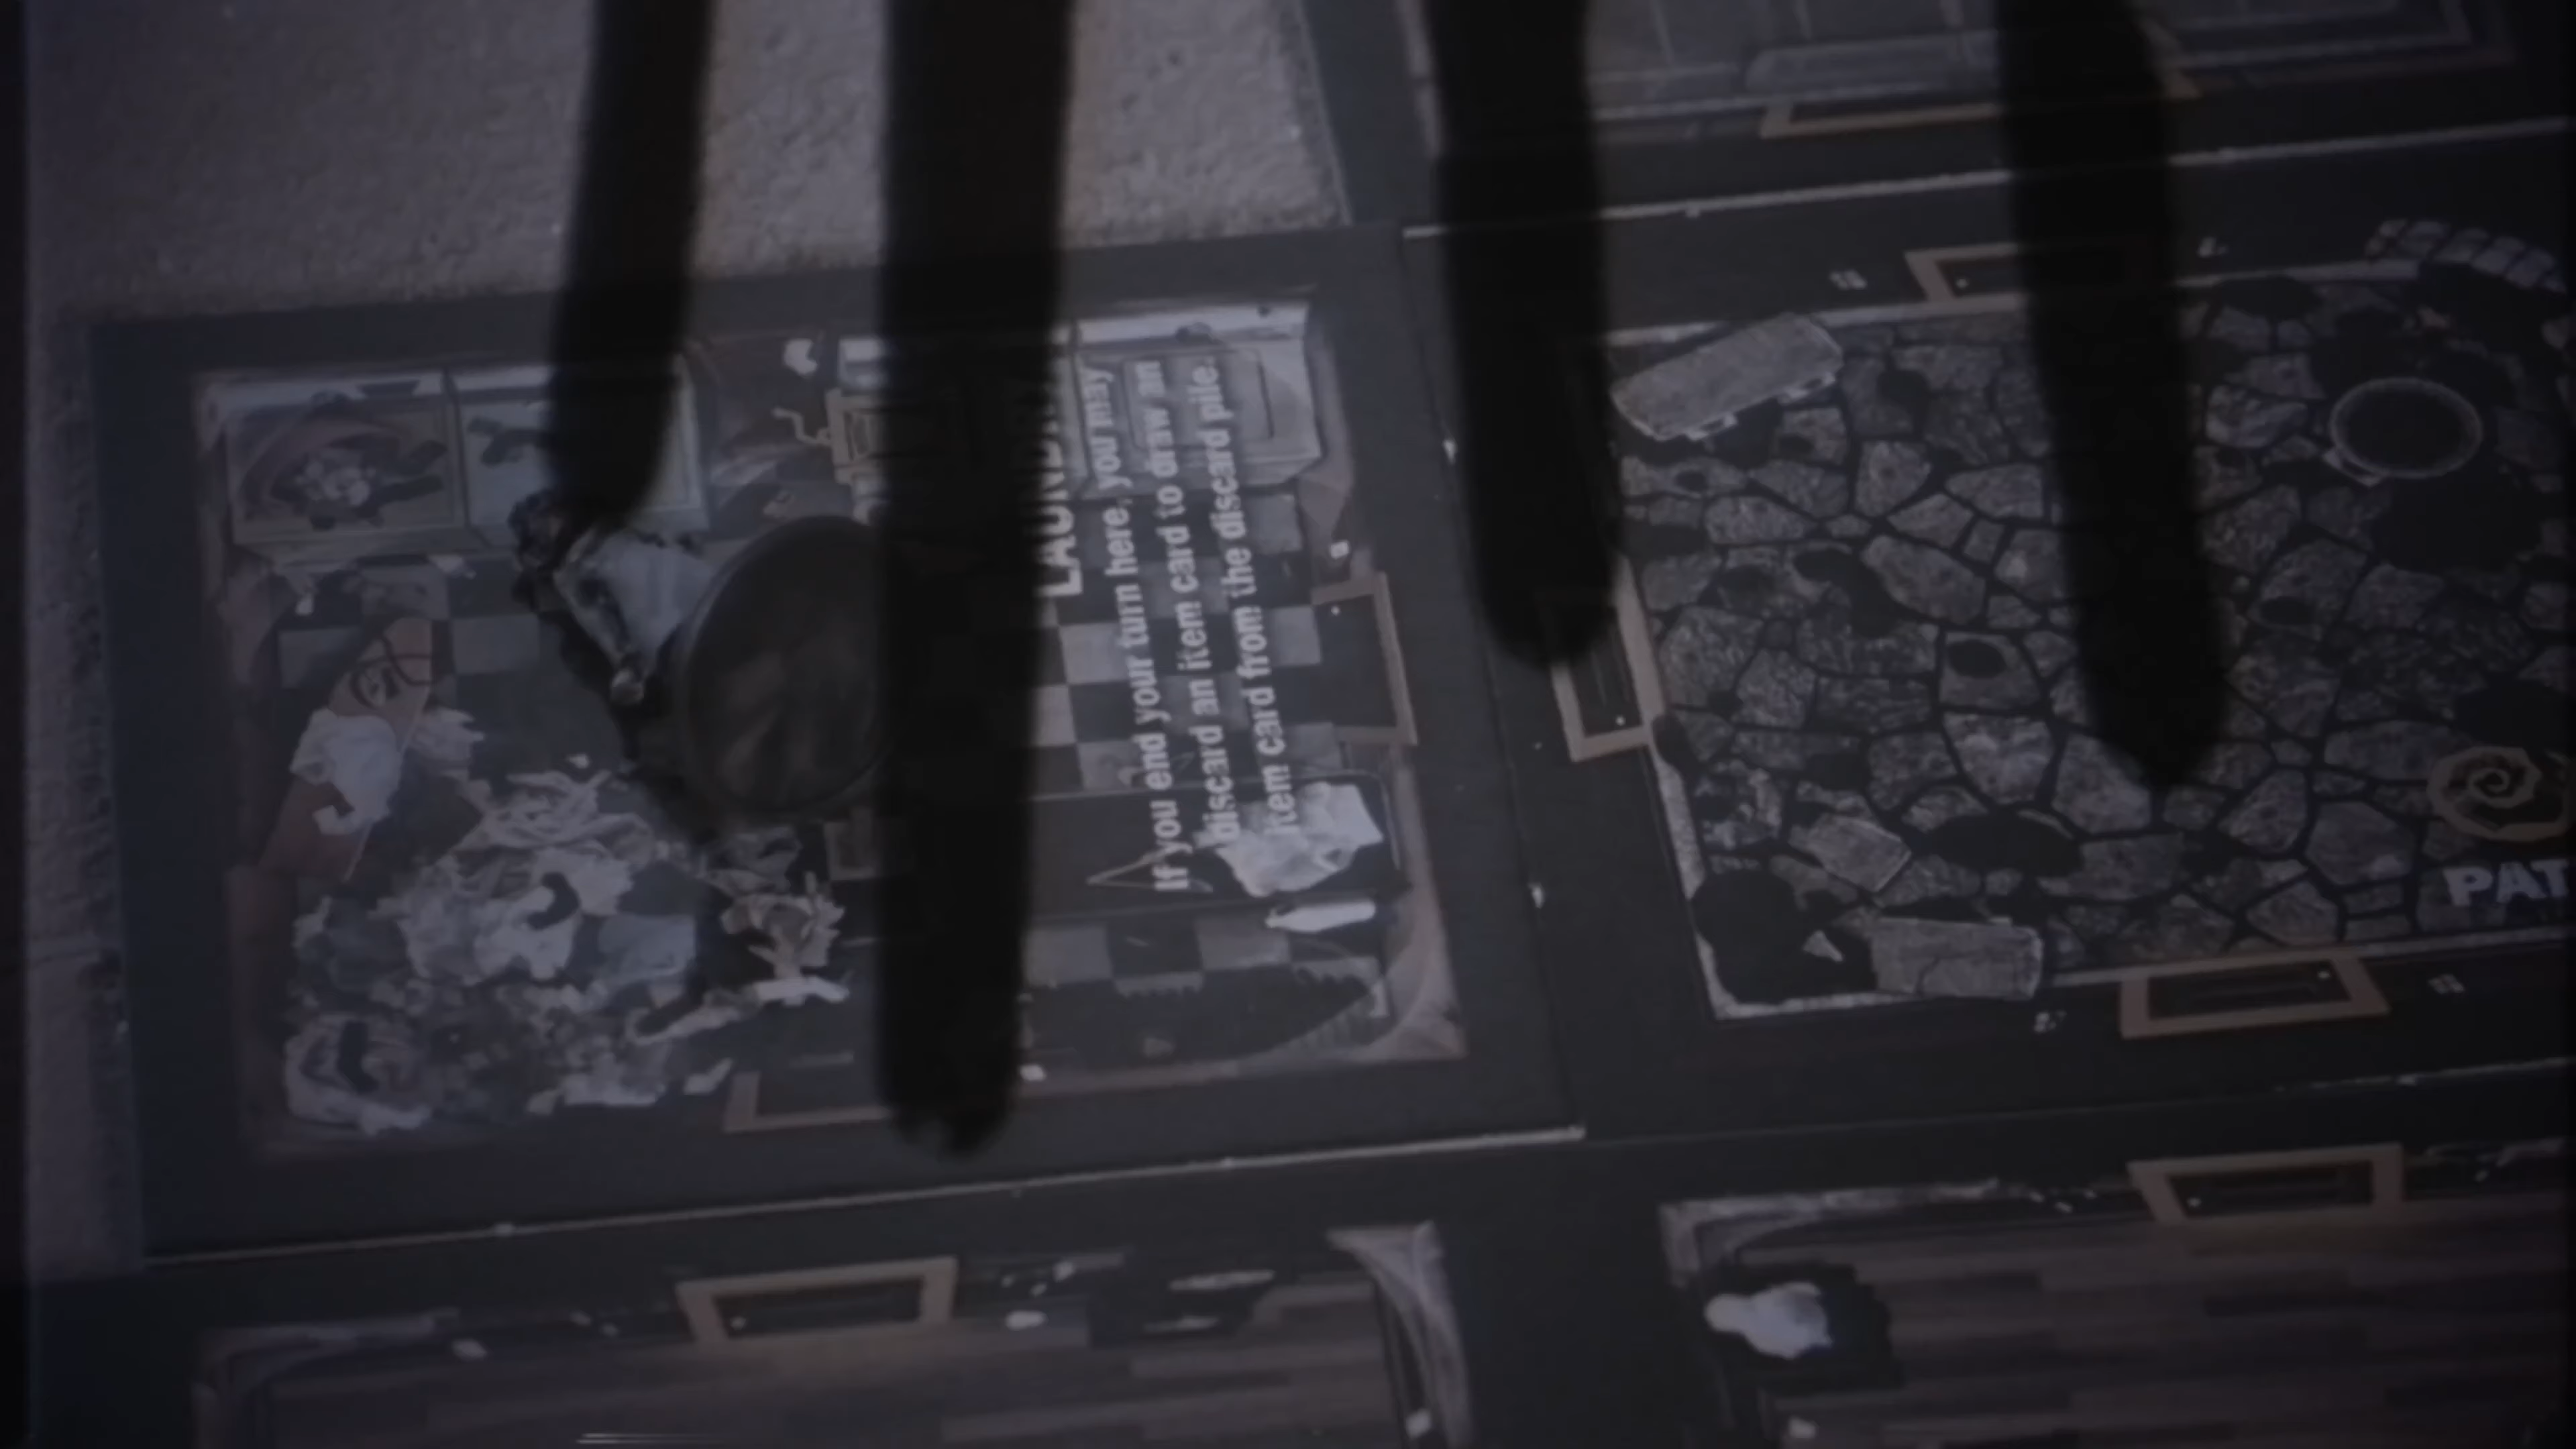 LAUND
If you end your turn here, you may
discard an item card to draw an
item card from the discard pile.
PAT